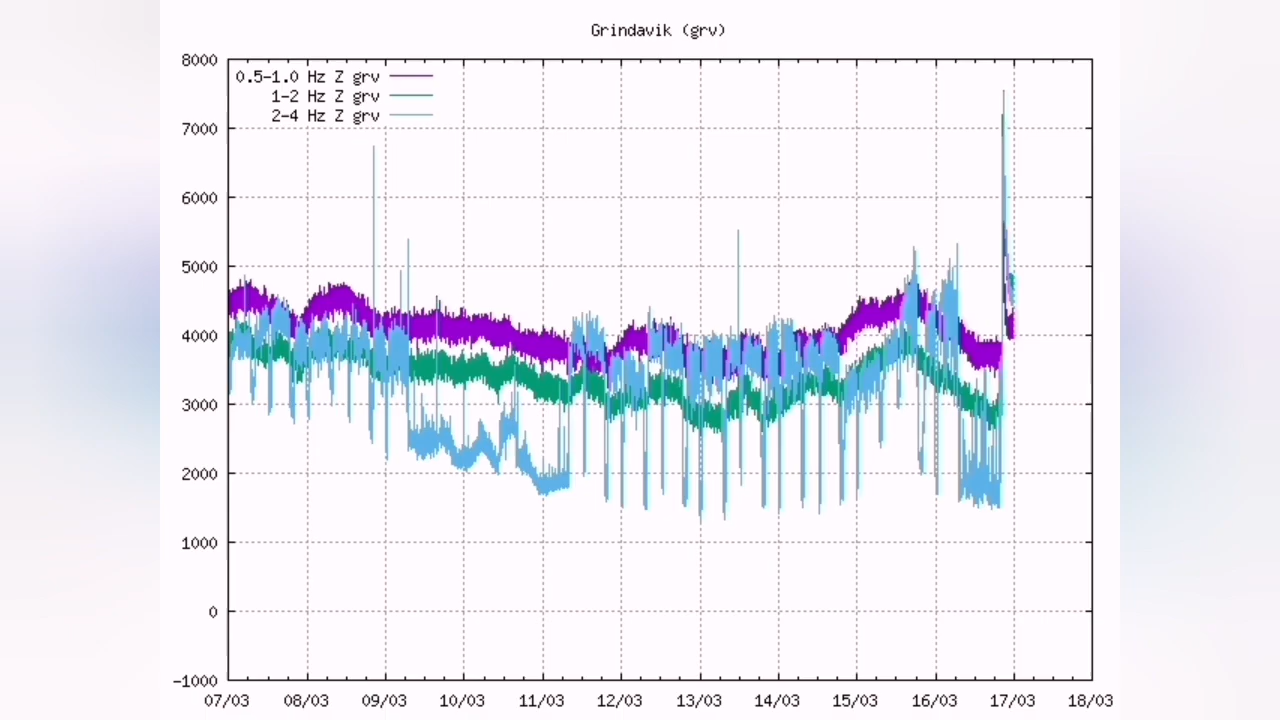 Grindavik (grv)
8000
0.5-1.0 Hz Z grv
1-2 Hz Z grv
2-4 Hz Z grv
7000
6000
5000
4000
3000
2000
1000
0
-1000
07/03 08/03 09/03 10/03 11/03 12/03 13/03 14/03 15/03 16/03 17/03 18/03